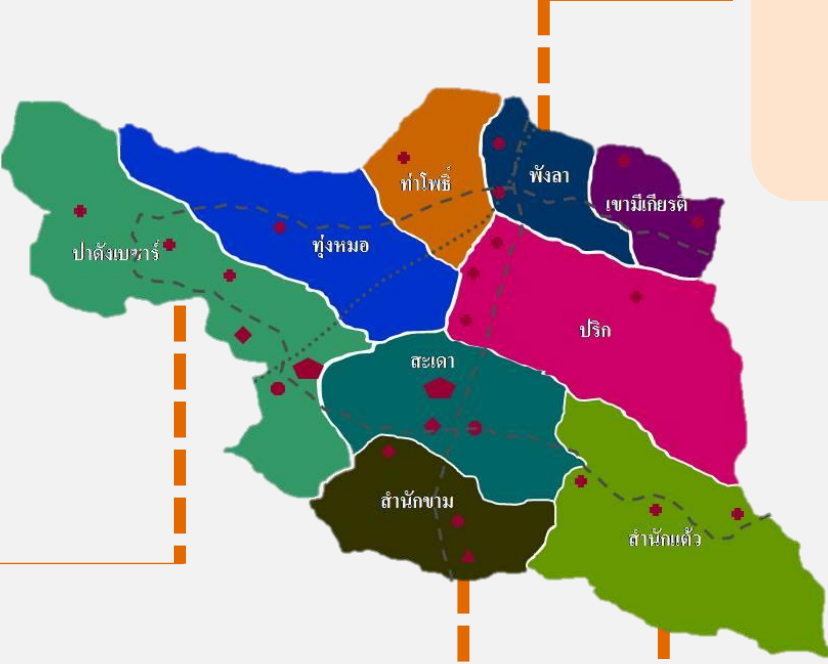 ท่าโพธิ์
พังลา
เขามีเกียรติ
ปาดังเบซาร์
ทุ่งหมอ
ปริก
สะเดา
สำนักขาม
สำนักแต้ว